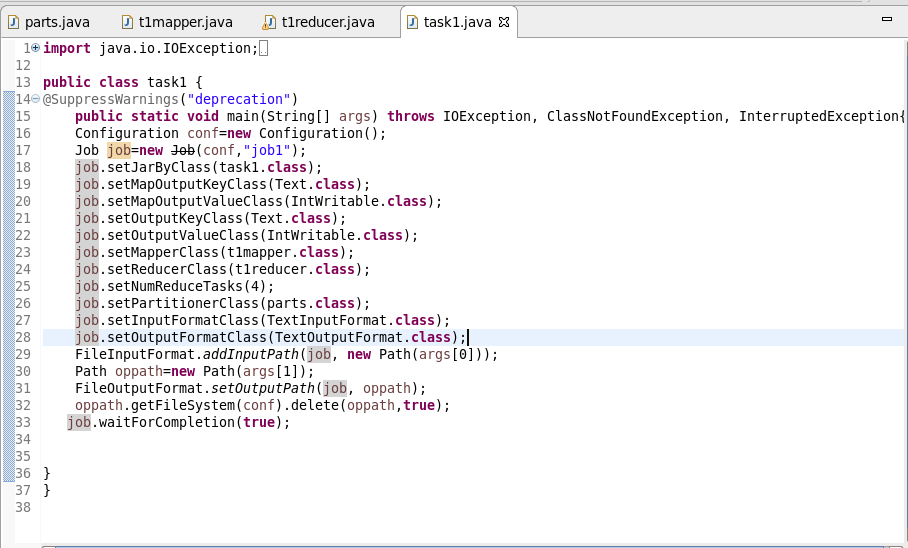 parts.java t1mapper.java t1reducer.java task1.java
1 import java.io.IOException;
12
13 public class task1 {
14 @SuppressWarnings("deprecation")
15 public static void main(String[] args) throws IOException, ClassNotFoundException, InterruptedException{
16 Configuration conf=new Configuration();
17 Job job=new Job(conf,"job1");
18 job.setJarByClass(task1.class);
19 job.setMapOutputKeyClass(Text.class);
20 job.setMapOutputValueClass(IntWritable.class);
21 job.setOutputKeyClass(Text.class);
22 job.setOutputValueClass(IntWritable.class);
23 job.setMapperClass(t1mapper.class);
24 job.setReducerClass(t1reducer.class);
25 job.setNumReduceTasks(4);
26 job.setPartitionerClass(parts.class);
27 job.setInputFormatClass(TextInputFormat.class);
28 job.setOutputFormatClass(TextOutputFormat.class);
29 FileInputFormat.addInputPath(job, new Path(args[0]));
30 Path oppath=new Path(args[1]);
31 FileOutputFormat.setOutputPath(job, oppath);
32 oppath.getFileSystem(conf).delete(oppath,true);
33 job.waitForCompletion(true);
34
35
36 }
37 }
38